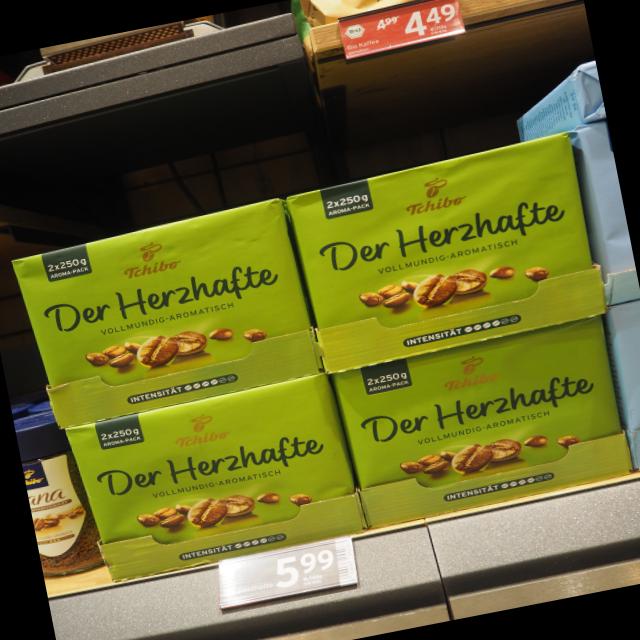 4.99
4.49
Bio Kaffee
2x250g
AROMA-PACK
Tchibo
Der Herzhafte
VOLLMUNDIG-AROMATISCH
INTENSITÄT
2x250g
AROMA-PACK
Tchibo
Der Herzhafte
VOLLMUNDIG-AROMATISCH
INTENSITÄT
2x250g
AROMA-PACK
Tchibo
Der Herzhafte
VOLLMUNDIG-AROMATISCH
INTENSITÄT
2x250g
AROMA-PACK
Tchibo
Der Herzhafte
VOLLMUNDIG-AROMATISCH
INTENSITÄT
5.99